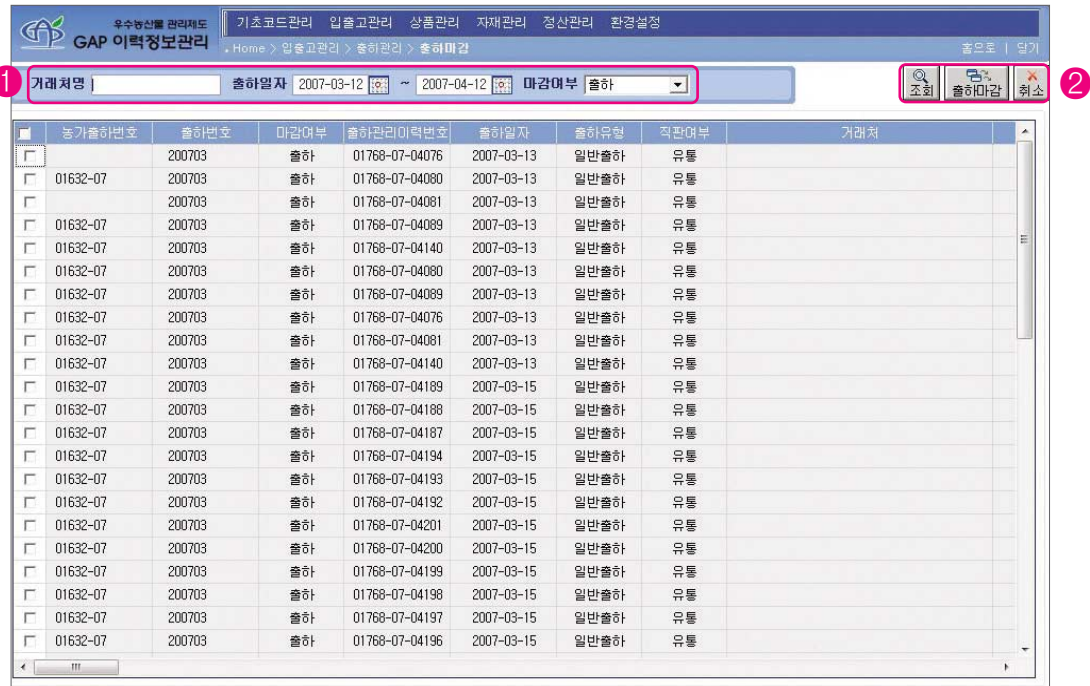 우수농산물 관리제도
GAP 이력정보관리
기초코드관리 입출고관리 상품관리 자재관리 정산관리 환경설정
Home > 입출고관리 > 출하관리 > 출하마감
홈으로 | 닫기
1 거래처명 출하일자 2007-03-12 ~ 2007-04-12 마감여부 출하 조회 출하마감 취소 2
농가출하번호 출하번호 마감여부 출하관리이력번호 출하일자 출하유형 직판여부 거래처
200703 출하 01768-07-04076 2007-03-13 일반출하 유통
01632-07 200703 출하 01768-07-04080 2007-03-13 일반출하 유통
200703 출하 01768-07-04081 2007-03-13 일반출하 유통
01632-07 200703 출하 01768-07-04089 2007-03-13 일반출하 유통
01632-07 200703 출하 01768-07-04140 2007-03-13 일반출하 유통
01632-07 200703 출하 01768-07-04080 2007-03-13 일반출하 유통
01632-07 200703 출하 01768-07-04089 2007-03-13 일반출하 유통
01632-07 200703 출하 01768-07-04076 2007-03-13 일반출하 유통
01632-07 200703 출하 01768-07-04081 2007-03-13 일반출하 유통
01632-07 200703 출하 01768-07-04140 2007-03-13 일반출하 유통
01632-07 200703 출하 01768-07-04189 2007-03-15 일반출하 유통
01632-07 200703 출하 01768-07-04188 2007-03-15 일반출하 유통
01632-07 200703 출하 01768-07-04187 2007-03-15 일반출하 유통
01632-07 200703 출하 01768-07-04194 2007-03-15 일반출하 유통
01632-07 200703 출하 01768-07-04193 2007-03-15 일반출하 유통
01632-07 200703 출하 01768-07-04192 2007-03-15 일반출하 유통
01632-07 200703 출하 01768-07-04201 2007-03-15 일반출하 유통
01632-07 200703 출하 01768-07-04200 2007-03-15 일반출하 유통
01632-07 200703 출하 01768-07-04199 2007-03-15 일반출하 유통
01632-07 200703 출하 01768-07-04198 2007-03-15 일반출하 유통
01632-07 200703 출하 01768-07-04197 2007-03-15 일반출하 유통
01632-07 200703 출하 01768-07-04196 2007-03-15 일반출하 유통